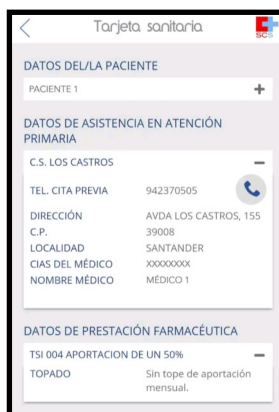 Tarjeta sanitaria
SCS
DATOS DEL/LA PACIENTE
PACIENTE 1
DATOS DE ASISTENCIA EN ATENCIÓN
PRIMARIA
C.S. LOS CASTROS
TEL. CITA PREVIA 942370505
DIRECCIÓN AVDA LOS CASTROS, 155
C.P. 39008
LOCALIDAD SANTANDER
CIAS DEL MÉDICO XXXXXXXX
NOMBRE MÉDICO MÉDICO 1
DATOS DE PRESTACIÓN FARMACÉUTICA
TSI 004 APORTACION DE UN 50%
TOPADO Sin tope de aportación
mensual.